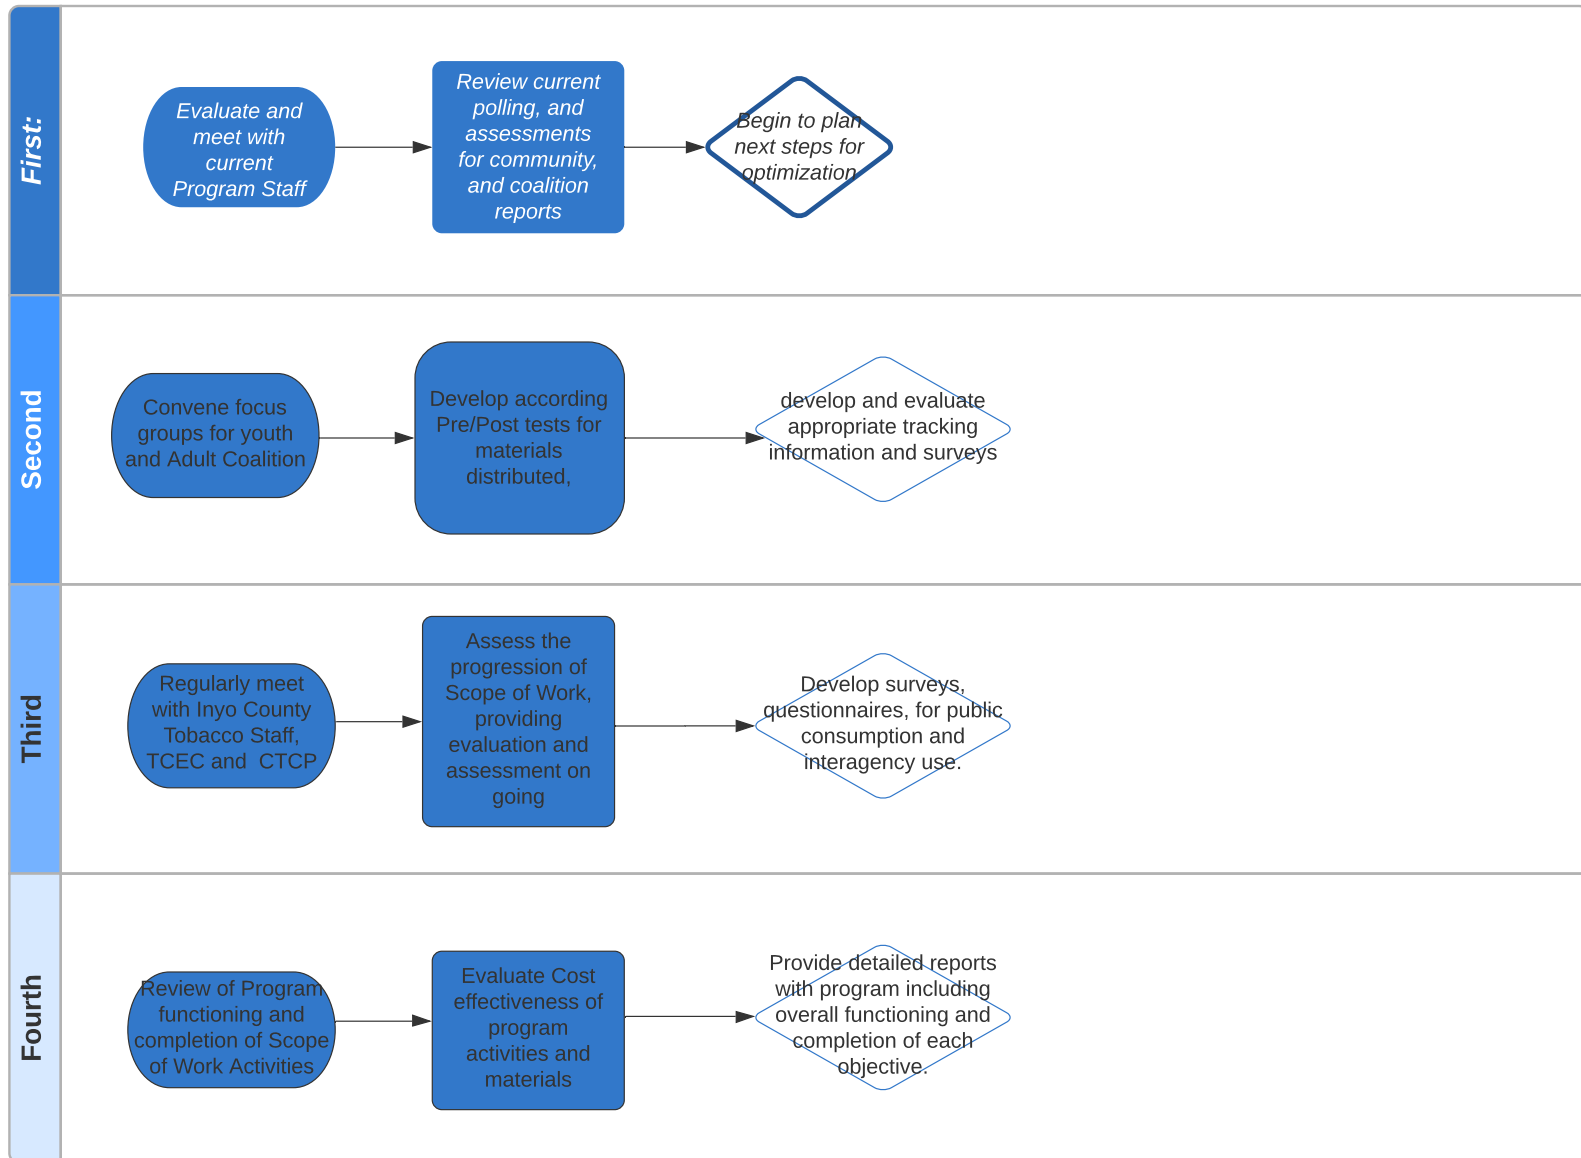 First:
Evaluate and
meet with
current
Program Staff
Review current
polling, and
assessments
for community,
and coalition
reports
Begin to plan
next steps for
optimization
Second
Convene focus
groups for youth
and Adult Coalition
Develop according
Pre/Post tests for
materials
distributed,
develop and evaluate
appropriate tracking
information and surveys
Third
Regularly meet
with Inyo County
Tobacco Staff,
TCEC and  CTCP
Assess the
progression of
Scope of Work,
providing
evaluation and
assessment on
going
Develop surveys,
questionnaires, for public
consumption and
interagency use.
Fourth
Review of Program
functioning and
completion of Scope
of Work Activities
Evaluate Cost
effectiveness of
program
activities and
materials
Provide detailed reports
with program including
overall functioning and
completion of each
objective.